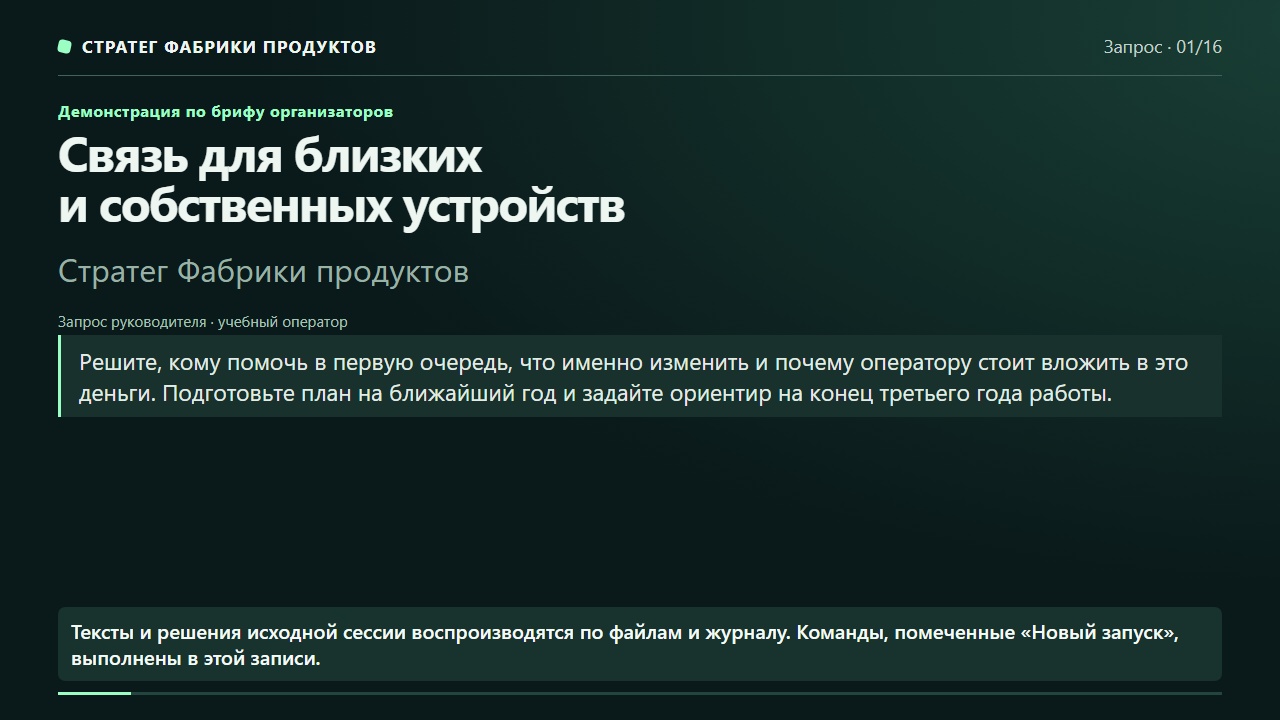 СТРАТЕГ ФАБРИКИ ПРОДУКТОВ
Запрос · 01/16
Демонстрация по брифу организаторов
Связь для близких
и собственных устройств
Стратег Фабрики продуктов
Запрос руководителя · учебный оператор
Решите, кому помочь в первую очередь, что именно изменить и почему оператору стоит вложить в это
деньги. Подготовьте план на ближайший год и задайте ориентир на конец третьего года работы.
Тексты и решения исходной сессии воспроизводятся по файлам и журналу. Команды, помеченные «Новый запуск»,
выполнены в этой записи.